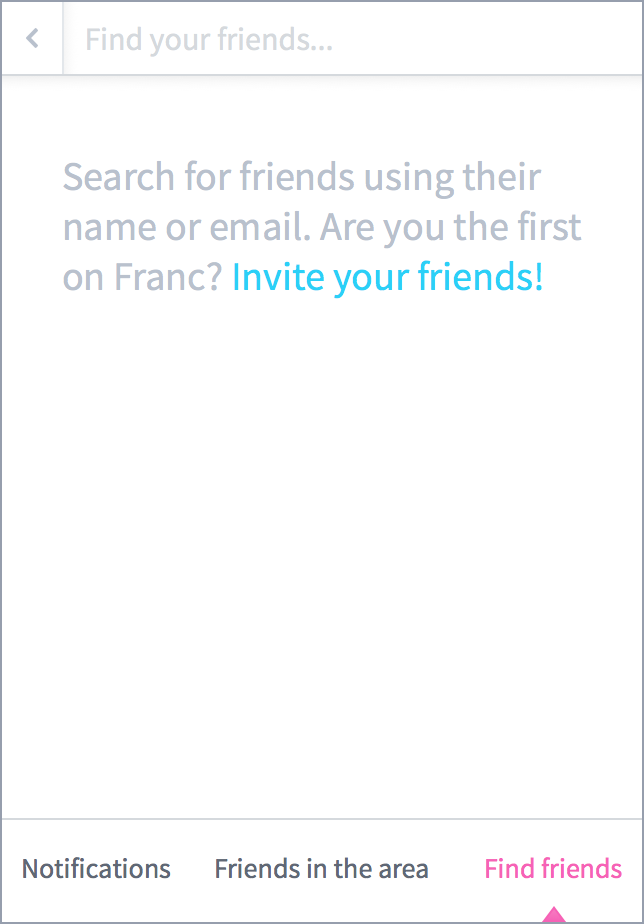 Find your friends...
Search for friends using their
name or email. Are you the first
on Franc? Invite your friends!
Notifications
Friends in the area
Find friends